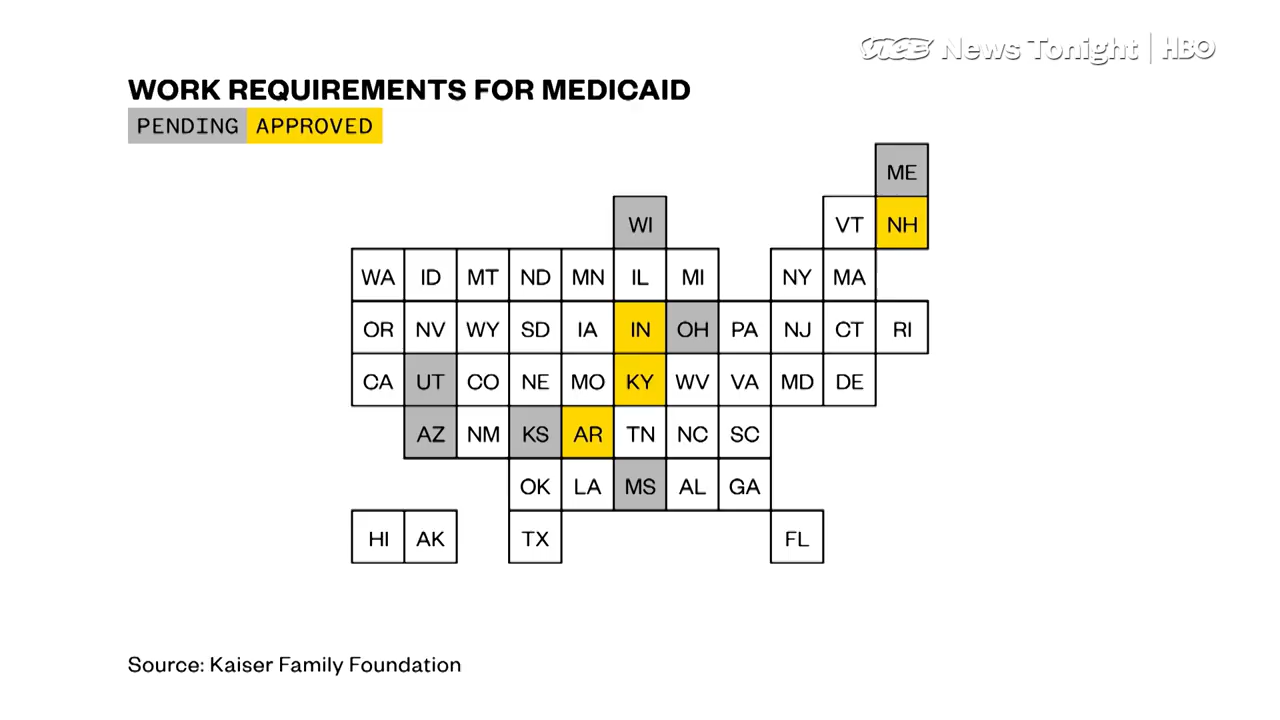 VICE News Tonight | HBO
WORK REQUIREMENTS FOR MEDICAID
PENDING APPROVED
ME
WI VT NH
WA ID MT ND MN IL MI NY MA
OR NV WY SD IA IN OH PA NJ CT RI
CA UT CO NE MO KY WV VA MD DE
AZ NM KS AR TN NC SC
OK LA MS AL GA
HI AK TX FL
Source: Kaiser Family Foundation